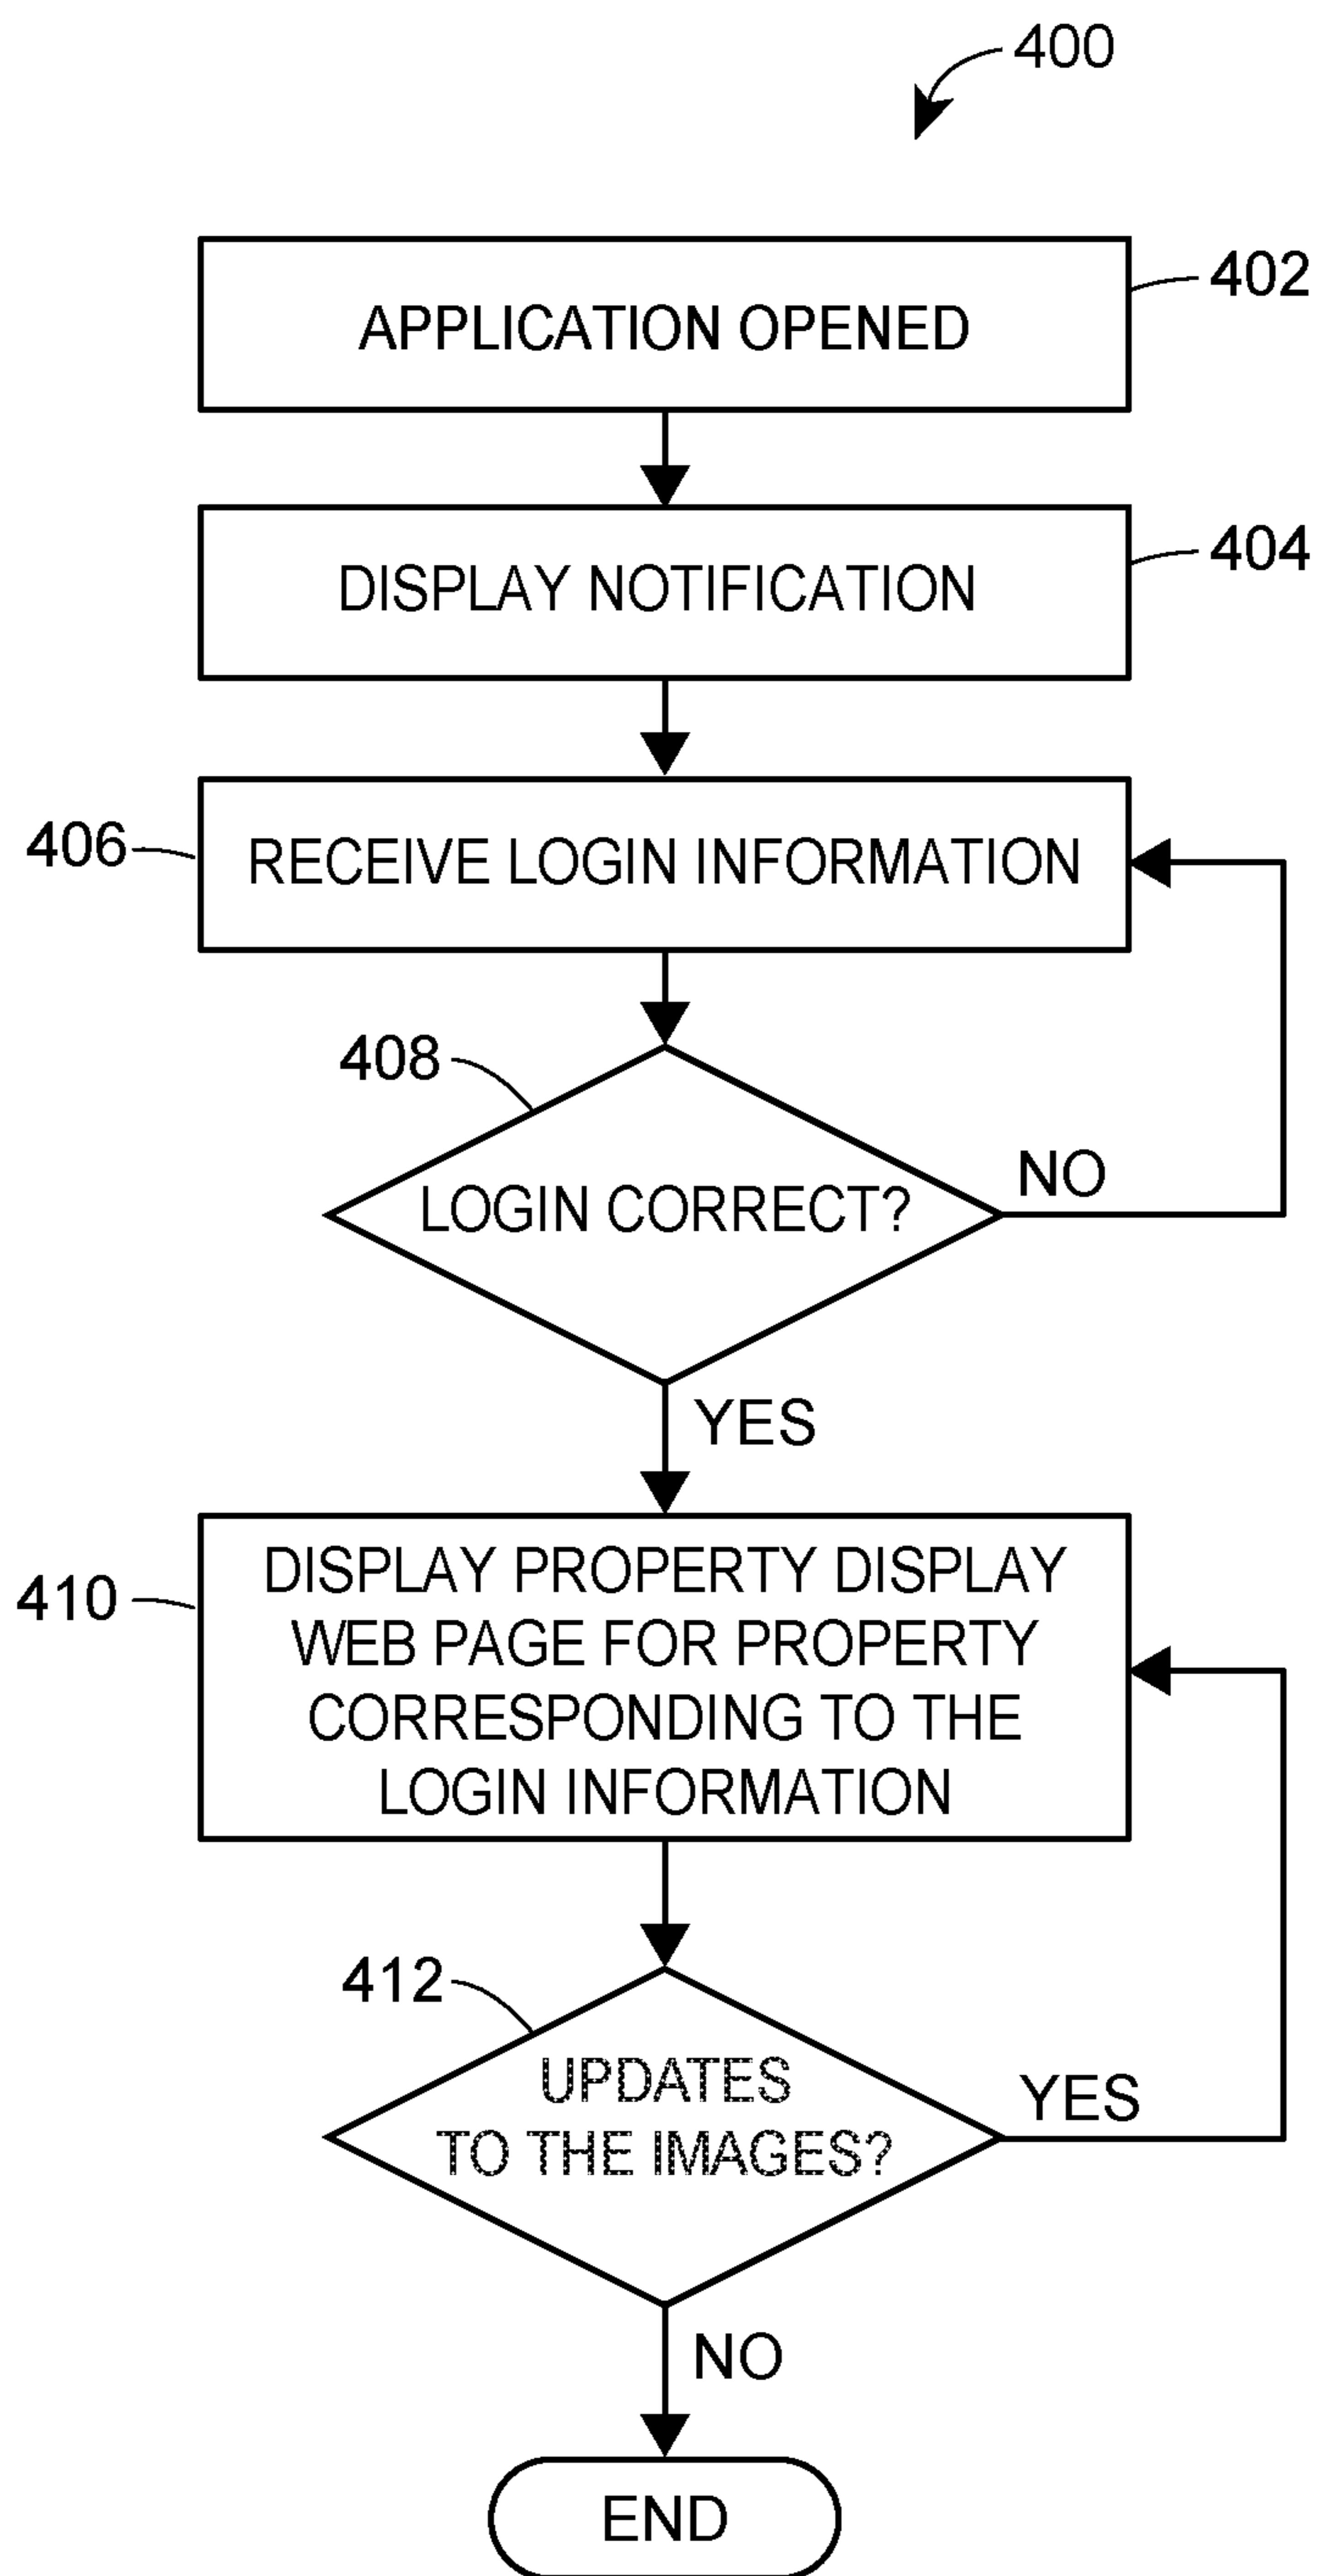 400
APPLICATION OPENED
402
DISPLAY NOTIFICATION
404
406
RECEIVE LOGIN INFORMATION
408
LOGIN CORRECT?
NO
YES
410
DISPLAY PROPERTY DISPLAY
WEB PAGE FOR PROPERTY
CORRESPONDING TO THE
LOGIN INFORMATION
412
UPDATES
TO THE IMAGES?
YES
NO
END